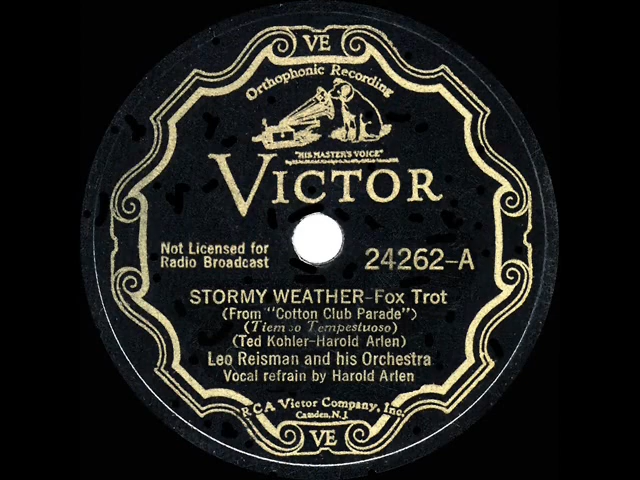 VE
Orthophonic Recording
"HIS MASTER'S VOICE"
VICTOR
Not Licensed for
Radio Broadcast
24262-A
STORMY WEATHER-Fox Trot
(From "Cotton Club Parade")
(Tiempo Tempestuoso)
(Ted Kohler-Harold Arlen)
Leo Reisman and his Orchestra
Vocal refrain by Harold Arlen
RCA Victor Company, Inc.
Camden, N.J.
VE